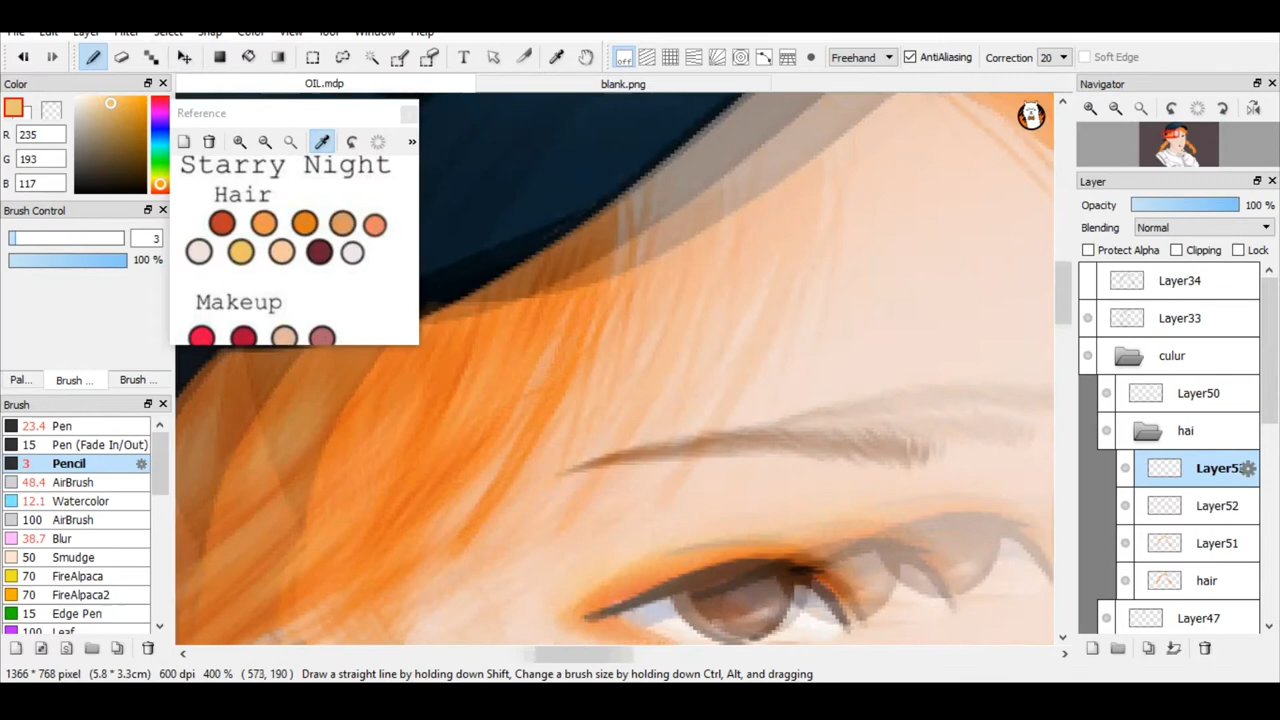 File Edit Layer Filter Select Snap Color View Tool Window Help
off Freehand AntiAliasing Correction 20 Soft Edge
Color OIL.mdp blank.png Navigator
Reference
R 235
G 193
B 117
Starry Night
Hair
Makeup
Brush Control
3
100 %
Pal... Brush ... Brush ...
Brush
23.4 Pen
15 Pen (Fade In/Out)
3 Pencil
48.4 AirBrush
12.1 Watercolor
100 AirBrush
38.7 Blur
50 Smudge
70 FireAlpaca
70 FireAlpaca2
15 Edge Pen
100 Leaf
Layer
Opacity 100 %
Blending Normal
Protect Alpha Clipping Lock
Layer34
Layer33
culur
Layer50
hai
Layer52
Layer51
hair
Layer47
1366 * 768 pixel (5.8 * 3.3cm) 600 dpi 400 % ( 573, 190 ) Draw a straight line by holding down Shift, Change a brush size by holding down Ctrl, Alt, and dragging